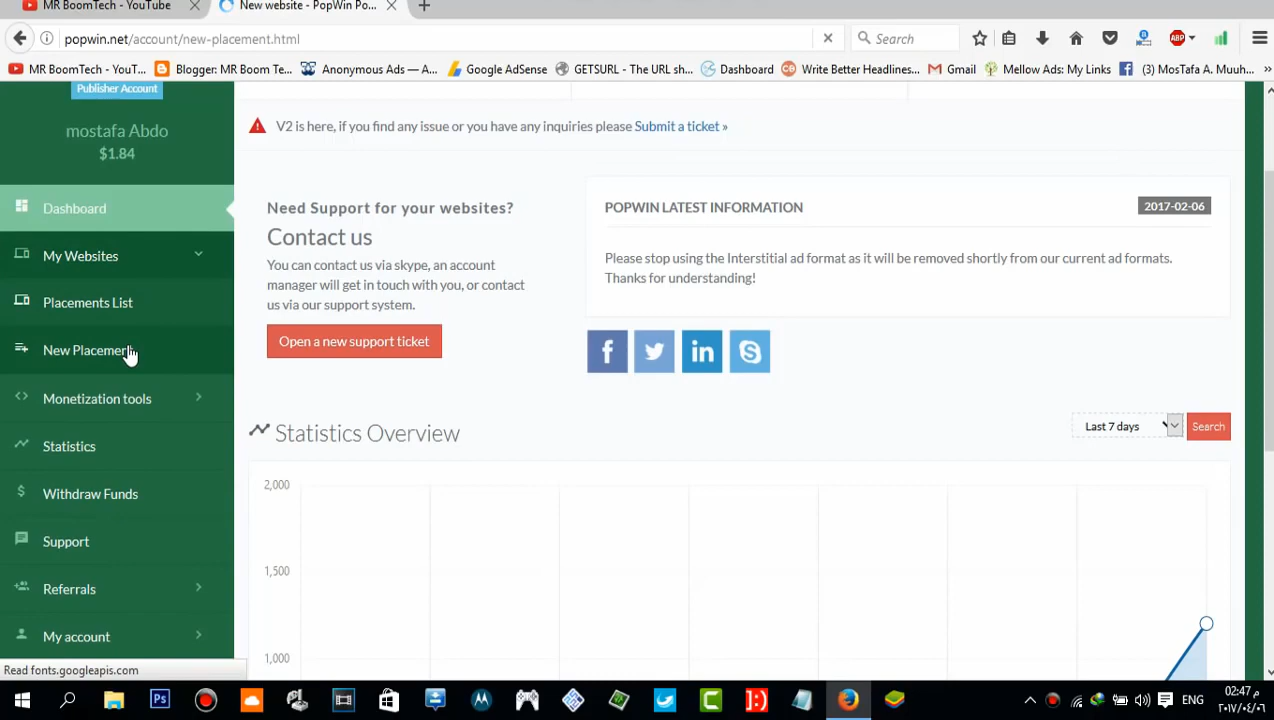 MR BoomTech - YouTube
New website - PopWin Po...
popwin.net/account/new-placement.html
Search
MR BoomTech - YouT...
Blogger: MR Boom Te...
Anonymous Ads — A...
Google AdSense
GETSURL - The URL sh...
Dashboard
Write Better Headlines...
Gmail
Mellow Ads: My Links
(3) MosTafa A. Muuh...
ABP
Publisher Account
mostafa Abdo
$1.84
Dashboard
My Websites
Placements List
New Placement
Monetization tools
Statistics
Withdraw Funds
Support
Referrals
My account
V2 is here, if you find any issue or you have any inquiries please Submit a ticket »
Need Support for your websites?
Contact us
You can contact us via skype, an account
manager will get in touch with you, or contact
us via our support system.
Open a new support ticket
POPWIN LATEST INFORMATION
2017-02-06
Please stop using the Interstitial ad format as it will be removed shortly from our current ad formats.
Thanks for understanding!
Statistics Overview
Last 7 days
Search
2,000
1,500
1,000
Read fonts.googleapis.com
ENG
02:47 م
٢٠١٧/٠٤/٠٦